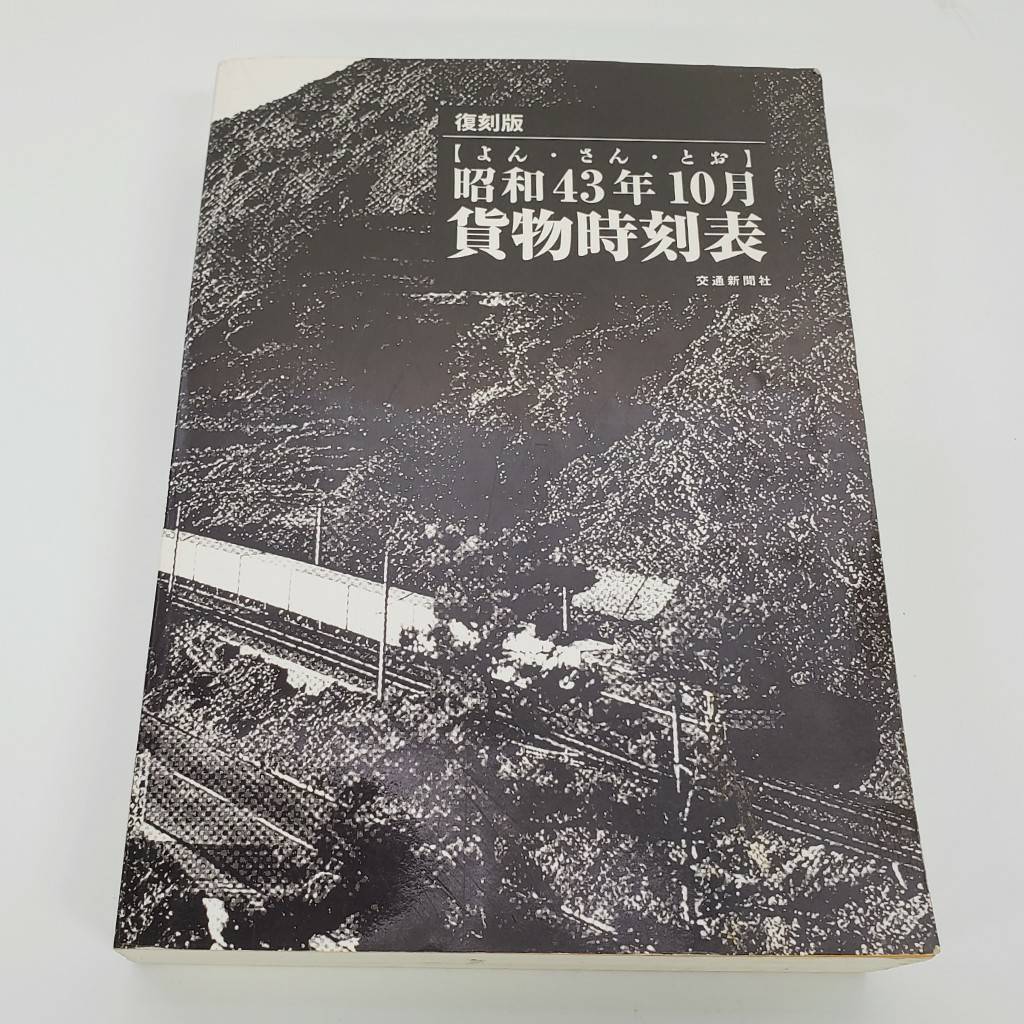 復刻版
【よん・さん・とお】
昭和43年10月
貨物時刻表
交通新聞社